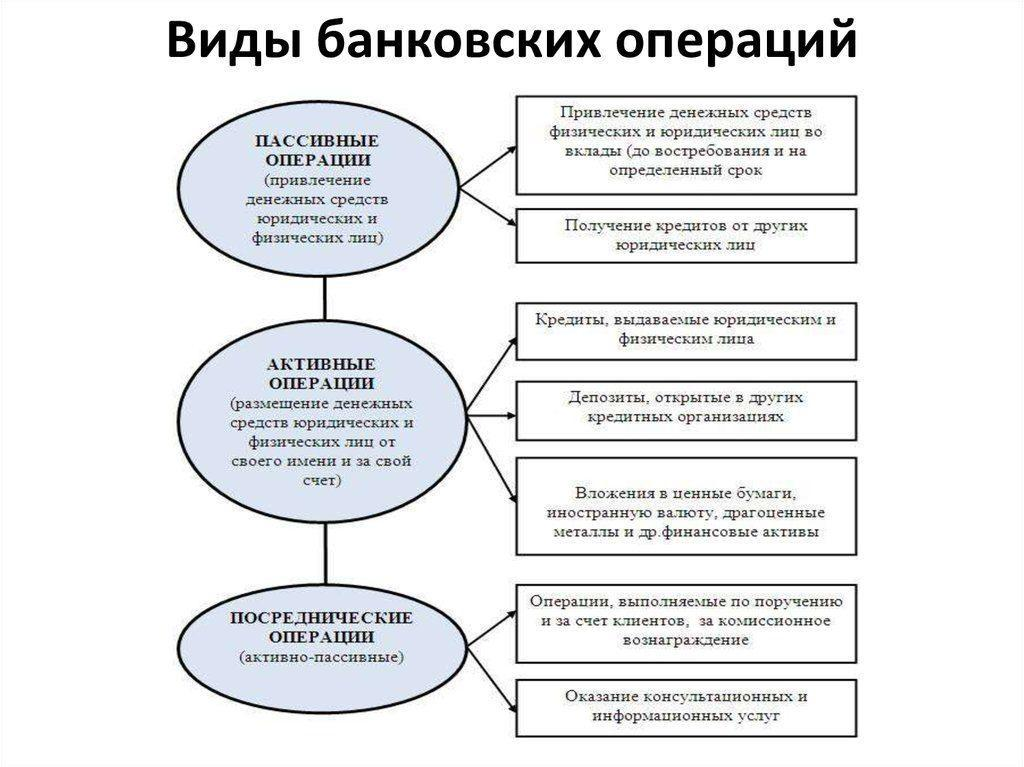 Виды банковских операций
ПАССИВНЫЕ
ОПЕРАЦИИ
(привлечение
денежных средств
юридических и
физических лиц)
Привлечение денежных средств
физических и юридических лиц во
вклады (до востребования и на
определенный срок
Получение кредитов от других
юридических лиц
АКТИВНЫЕ
ОПЕРАЦИИ
(размещение денежных
средств юридических и
физических лиц от
своего имени и за свой
счет)
Кредиты, выдаваемые юридическим и
физическим лица
Депозиты, открытые в других
кредитных организациях
Вложения в ценные бумаги,
иностранную валюту, драгоценные
металлы и др.финансовые активы
ПОСРЕДНИЧЕСКИЕ
ОПЕРАЦИИ
(активно-пассивные)
Операции, выполняемые по поручению
и за счет клиентов, за комиссионное
вознаграждение
Оказание консультационных и
информационных услуг